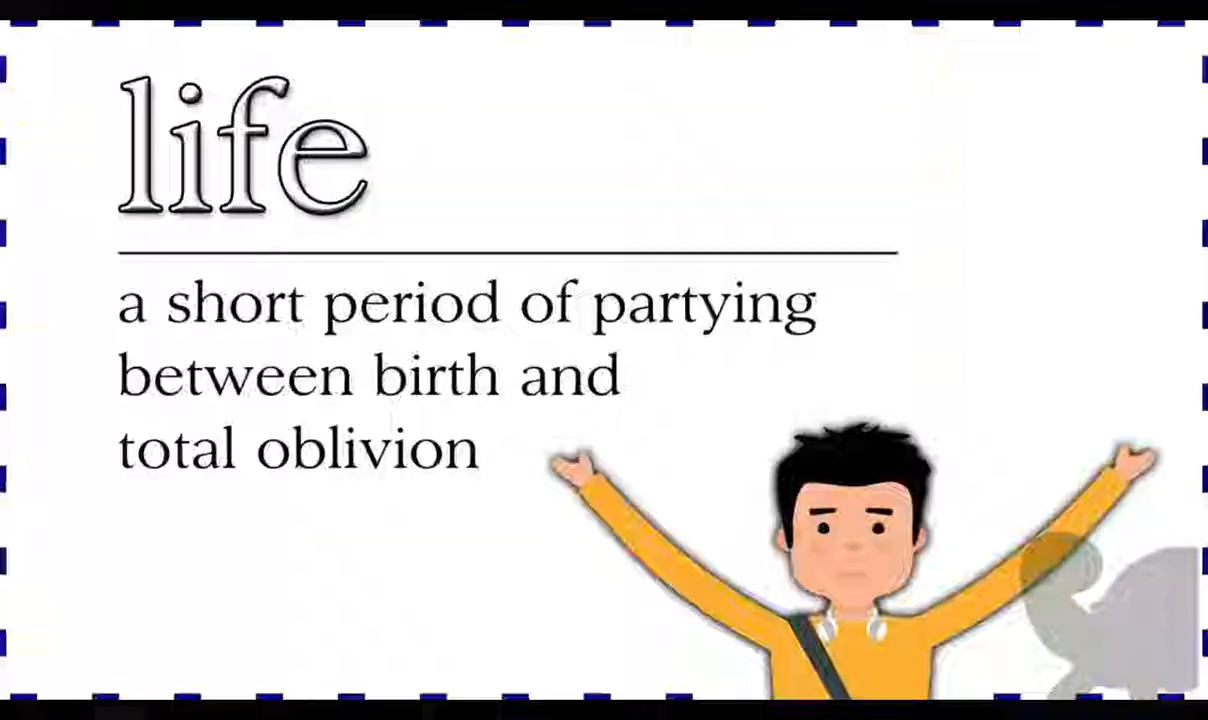 life
a short period of partying
between birth and
total oblivion